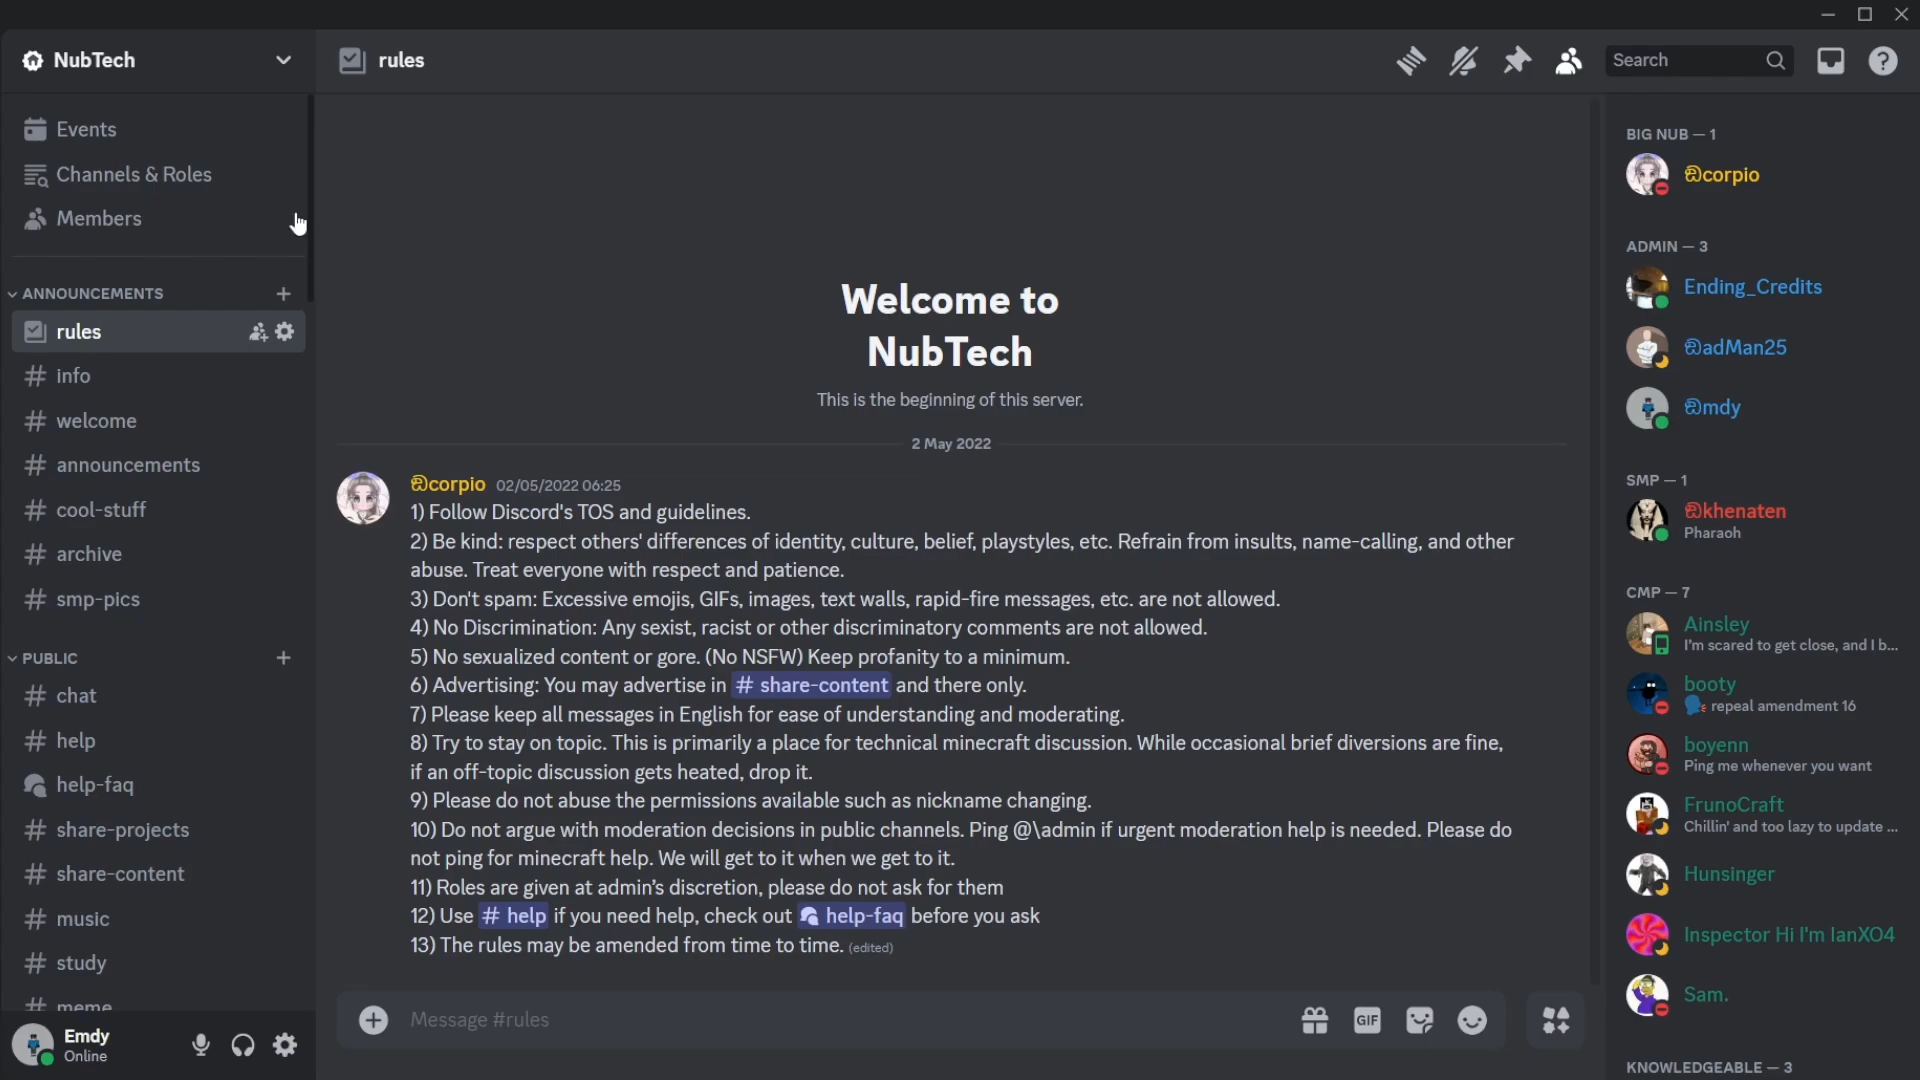 NubTech
rules
Search
Events
Channels & Roles
Members
ANNOUNCEMENTS
rules
info
welcome
announcements
cool-stuff
archive
smp-pics
PUBLIC
chat
help
help-faq
share-projects
share-content
music
study
meme
Emdy
Online
Welcome to
NubTech
This is the beginning of this server.
2 May 2022
corpio 02/05/2022 06:25
1) Follow Discord's TOS and guidelines.
2) Be kind: respect others' differences of identity, culture, belief, playstyles, etc. Refrain from insults, name-calling, and other
abuse. Treat everyone with respect and patience.
3) Don't spam: Excessive emojis, GIFs, images, text walls, rapid-fire messages, etc. are not allowed.
4) No Discrimination: Any sexist, racist or other discriminatory comments are not allowed.
5) No sexualized content or gore. (No NSFW) Keep profanity to a minimum.
6) Advertising: You may advertise in # share-content and there only.
7) Please keep all messages in English for ease of understanding and moderating.
8) Try to stay on topic. This is primarily a place for technical minecraft discussion. While occasional brief diversions are fine,
if an off-topic discussion gets heated, drop it.
9) Please do not abuse the permissions available such as nickname changing.
10) Do not argue with moderation decisions in public channels. Ping @\admin if urgent moderation help is needed. Please do
not ping for minecraft help. We will get to it when we get to it.
11) Roles are given at admin's discretion, please do not ask for them
12) Use # help if you need help, check out help-faq before you ask
13) The rules may be amended from time to time. (edited)
Message #rules
GIF
BIG NUB — 1
corpio
ADMIN — 3
Ending_Credits
adMan25
mdy
SMP — 1
khenaten
Pharaoh
CMP — 7
Ainsley
I'm scared to get close, and I b...
booty
repeal amendment 16
boyenn
Ping me whenever you want
FrunoCraft
Chillin' and too lazy to update ...
Hunsinger
Inspector Hi I'm IanXO4
Sam.
KNOWLEDGEABLE — 3